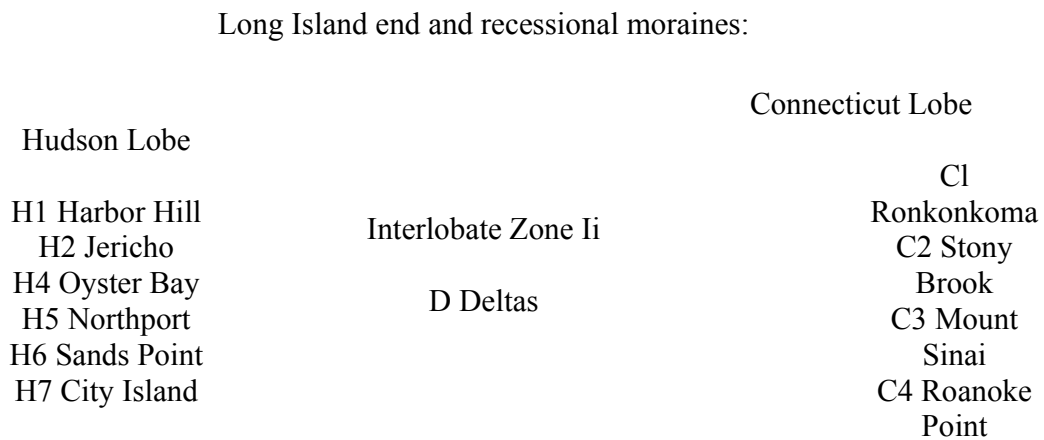 Long Island end and recessional moraines:
Connecticut Lobe
Hudson Lobe
H1 Harbor Hill
H2 Jericho
H4 Oyster Bay
H5 Northport
H6 Sands Point
H7 City Island
Interlobate Zone Ii
D Deltas
Cl
Ronkonkoma
C2 Stony
Brook
C3 Mount
Sinai
C4 Roanoke
Point